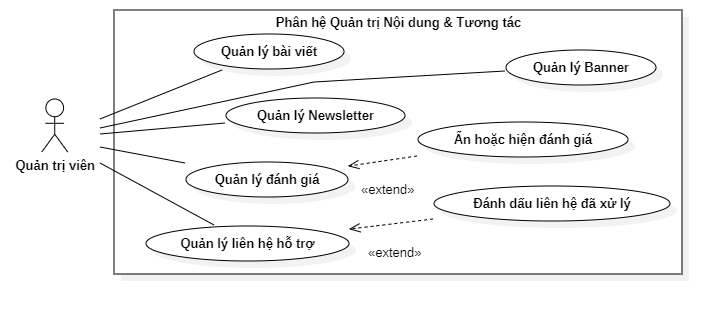 Phân hệ Quản trị Nội dung & Tương tác
Quản lý bài viết
Quản lý Banner
Quản lý Newsletter
Ẩn hoặc hiện đánh giá
Quản trị viên
Quản lý đánh giá
«extend»
Đánh dấu liên hệ đã xử lý
Quản lý liên hệ hỗ trợ
«extend»